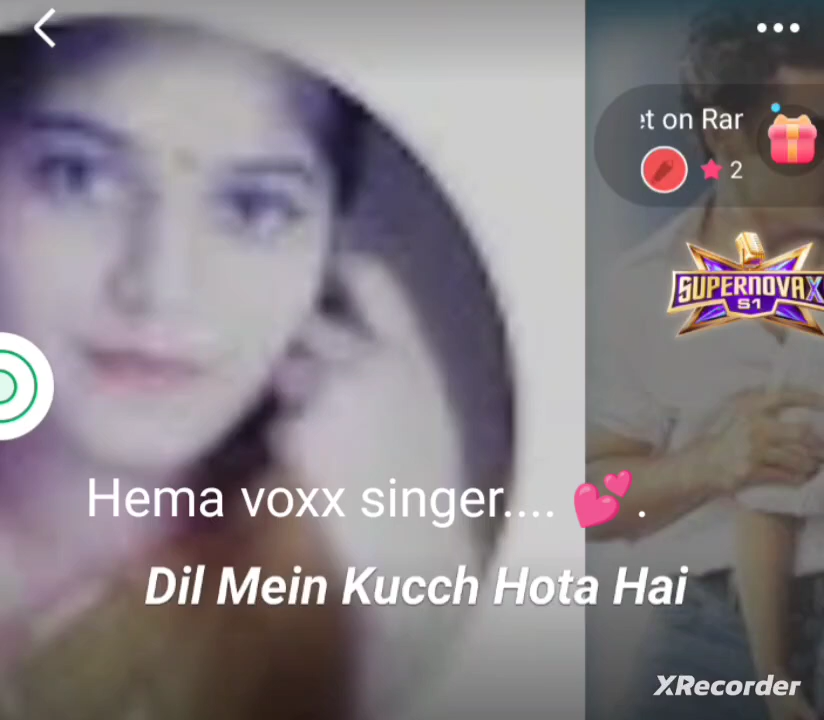 et on Rar
2
SUPERNOVA X
S1
Hema voxx singer.... 💕.
Dil Mein Kucch Hota Hai
XRecorder